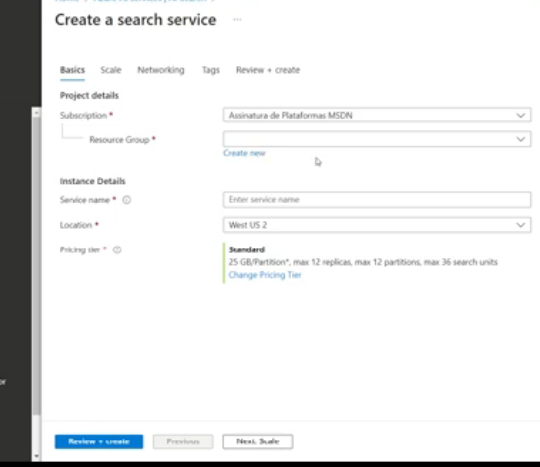 Create a search service
Basics Scale Networking Tags Review + create
Project details
Subscription * Assinatura de Plataformas MSDN
Resource Group *
Create new
Instance Details
Service name * Enter service name
Location * West US 2
Pricing tier * Standard
25 GB/Partition*, max 12 replicas, max 12 partitions, max 36 search units
Change Pricing Tier
or
Review + create Previous Next: Scale